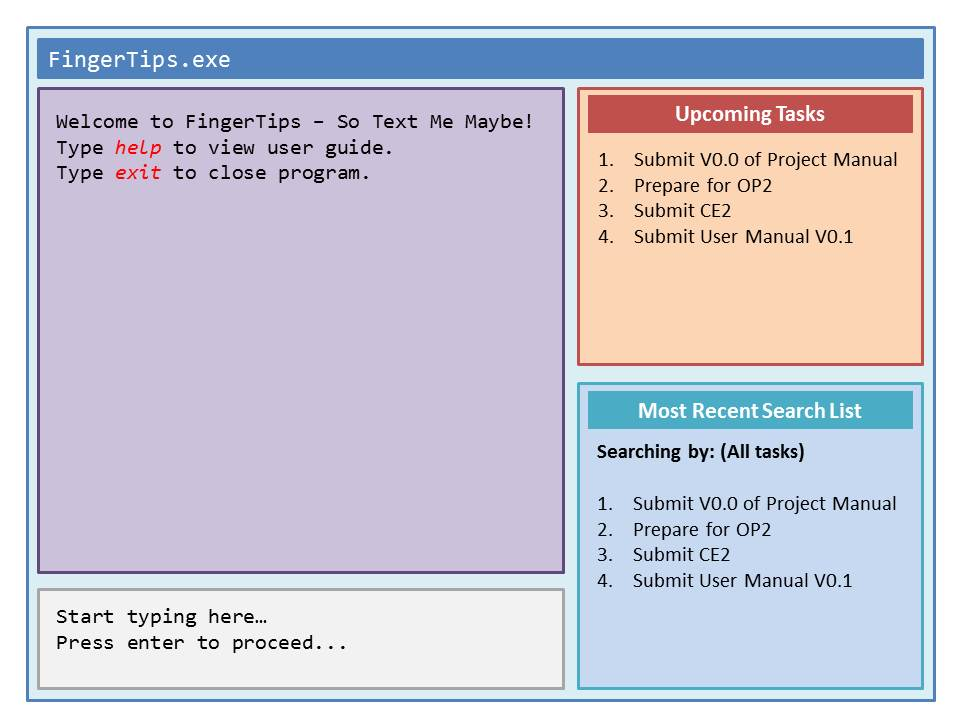 FingerTips.exe
Welcome to FingerTips – So Text Me Maybe!
Type help to view user guide.
Type exit to close program.
Start typing here…
Press enter to proceed...
Upcoming Tasks
1. Submit V0.0 of Project Manual
2. Prepare for OP2
3. Submit CE2
4. Submit User Manual V0.1
Most Recent Search List
Searching by: (All tasks)
1. Submit V0.0 of Project Manual
2. Prepare for OP2
3. Submit CE2
4. Submit User Manual V0.1